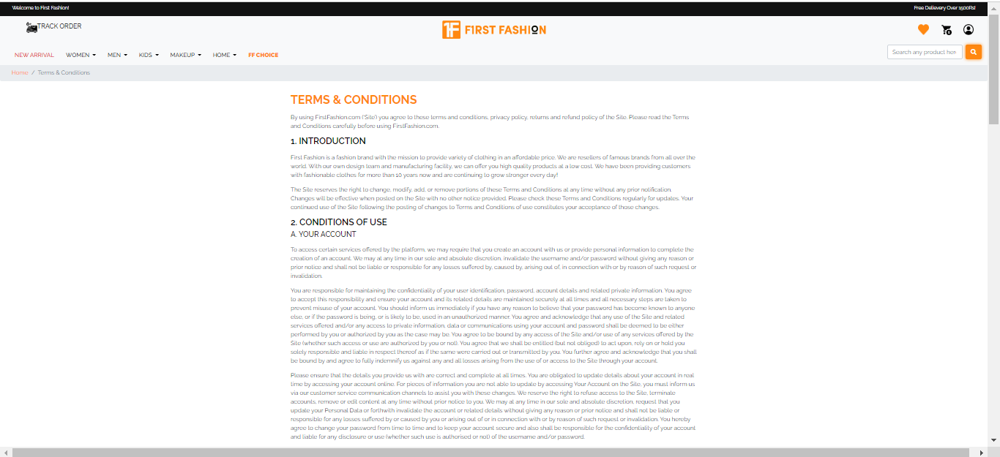 Welcome to First Fashion!
Free Delievery Over 1500Rs!
TRACK ORDER
1F FIRST FASHION
NEW ARRIVAL WOMEN MEN KIDS MAKEUP HOME FF CHOICE
Search any product her
Home / Terms & Conditions
TERMS & CONDITIONS
By using FirstFashion.com ('Site') you agree to these terms and conditions, privacy policy, returns and refund policy of the Site. Please read the Terms
and Conditions carefully before using FirstFashion.com.
1. INTRODUCTION
First Fashion is a fashion brand with the mission to provide variety of clothing in an affordable price. We are resellers of famous brands from all over the
world. With our own design team and manufacturing facility, we can offer you high quality products at a low cost. We have been providing customers
with fashionable clothes for more than 10 years now and are continuing to grow stronger every day!
The Site reserves the right to change, modify, add, or remove portions of these Terms and Conditions at any time without any prior notification.
Changes will be effective when posted on the Site with no other notice provided. Please check these Terms and Conditions regularly for updates. Your
continued use of the Site following the posting of changes to Terms and Conditions of use constitutes your acceptance of those changes.
2. CONDITIONS OF USE
A. YOUR ACCOUNT
To access certain services offered by the platform, we may require that you create an account with us or provide personal information to complete the
creation of an account. We may at any time in our sole and absolute discretion, invalidate the username and/or password without giving any reason or
prior notice and shall not be liable or responsible for any losses suffered by, caused by, arising out of, in connection with or by reason of such request or
invalidation.
You are responsible for maintaining the confidentiality of your user identification, password, account details and related private information. You agree
to accept this responsibility and ensure your account and its related details are maintained securely at all times and all necessary steps are taken to
prevent misuse of your account. You should inform us immediately if you have any reason to believe that your password has become known to anyone
else, or if the password is being, or is likely to be, used in an unauthorized manner. You agree and acknowledge that any use of the Site and related
services offered and/or any access to private information, data or communications using your account and password shall be deemed to be either
performed by you or authorized by you as the case may be. You agree to be bound by any access of the Site and/or use of any services offered by the
Site (whether such access or use are authorized by you or not). You agree that we shall be entitled (but not obliged) to act upon, rely on or hold you
solely responsible and liable in respect thereof as if the same were carried out or transmitted by you. You further agree and acknowledge that you shall
be bound by and agree to fully indemnify us against any and all losses arising from the use of or access to the Site through your account.
Please ensure that the details you provide us with are correct and complete at all times. You are obligated to update details about your account in real
time by accessing your account online. For pieces of information you are not able to update by accessing Your Account on the Site, you must inform us
via our customer service communication channels to assist you with these changes. We reserve the right to refuse access to the Site, terminate
accounts, remove or edit content at any time without prior notice to you. We may at any time in our sole and absolute discretion, request that you
update your Personal Data or forthwith invalidate the account or related details without giving any reason or prior notice and shall not be liable or
responsible for any losses suffered by or caused by you or arising out of or in connection with or by reason of such request or invalidation. You hereby
agree to change your password from time to time and to keep your account secure and also shall be responsible for the confidentiality of your account
and liable for any disclosure or use (whether such use is authorised or not) of the username and/or password.